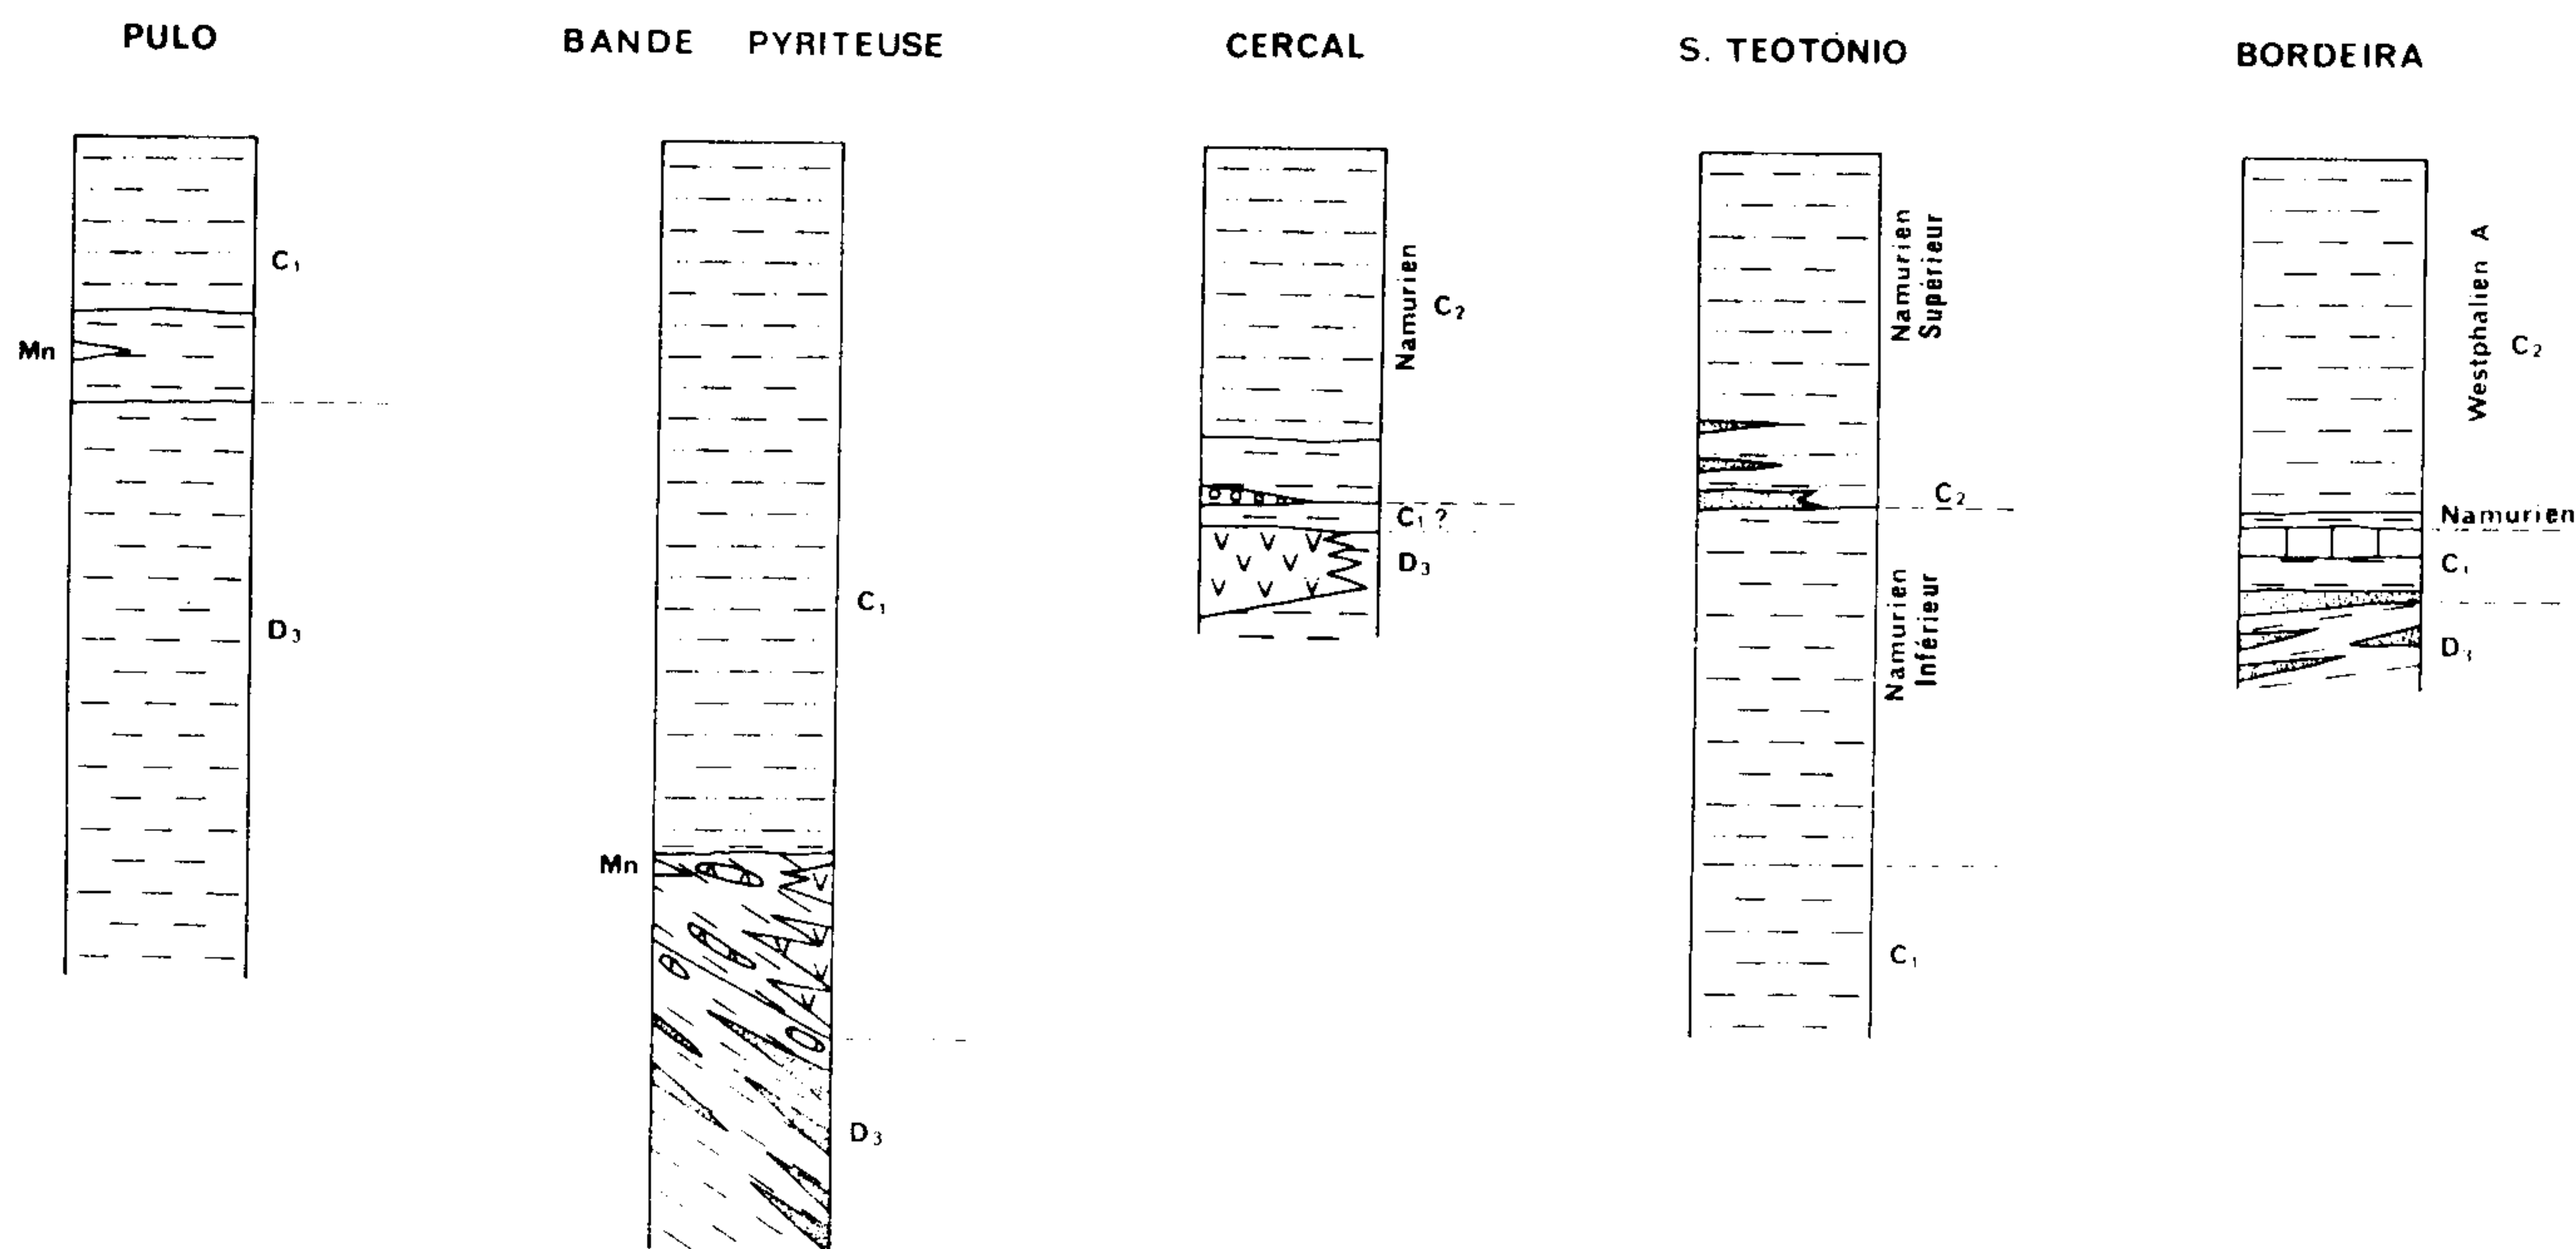 PULO
BANDE PYRITEUSE
CERCAL
S. TEOTÓNIO
BORDEIRA
C₁
Mn
D₃
C₁
Mn
D₃
Namurien
C₂
C₁ ?
D₃
Namurien
Supérieur
C₂
Namurien
Inférieur
C₁
Westphalien A
C₂
Namurien
C₁
D₃